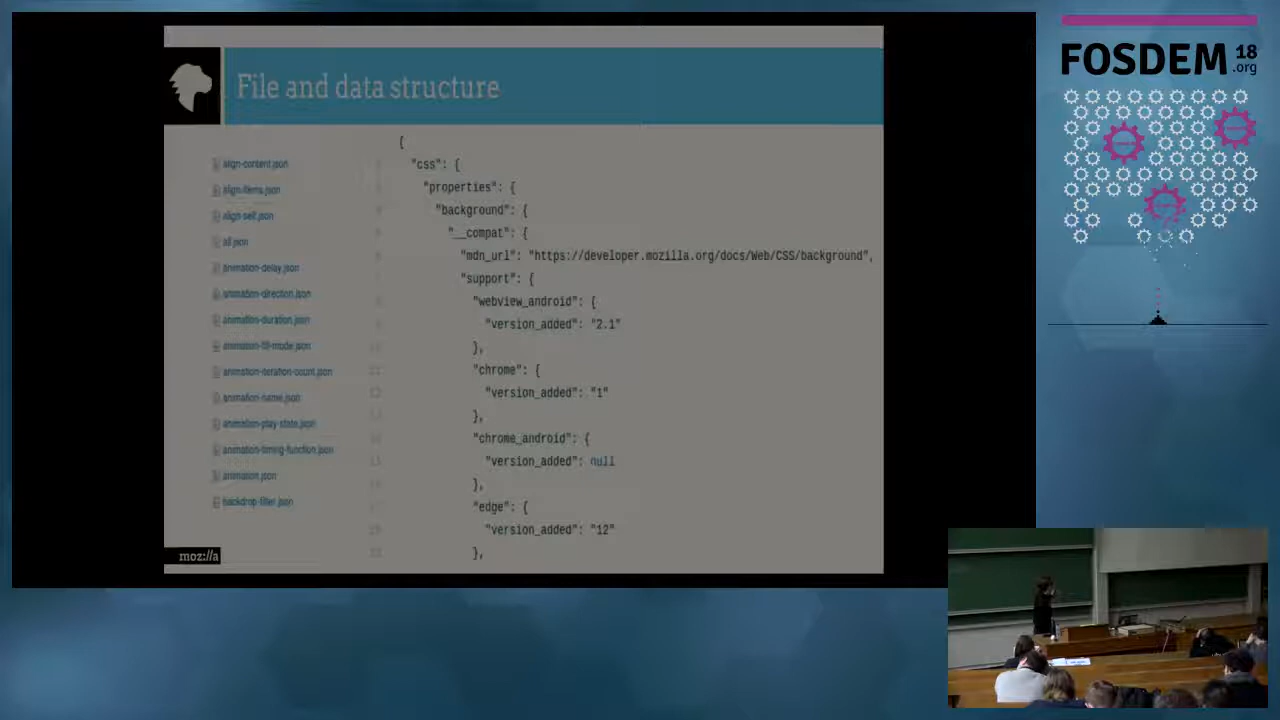 File and data structure
align-content.json
align-items.json
align-self.json
all.json
animation-delay.json
animation-direction.json
animation-duration.json
animation-fill-mode.json
animation-iteration-count.json
animation-name.json
animation-play-state.json
animation-timing-function.json
animation.json
backdrop-filter.json
{
"css": {
"properties": {
"background": {
"__compat": {
"mdn_url": "https://developer.mozilla.org/docs/Web/CSS/background",
"support": {
"webview_android": {
"version_added": "2.1"
},
"chrome": {
"version_added": "1"
},
"chrome_android": {
"version_added": null
},
"edge": {
"version_added": "12"
},
moz://a
FOSDEM 18
.org